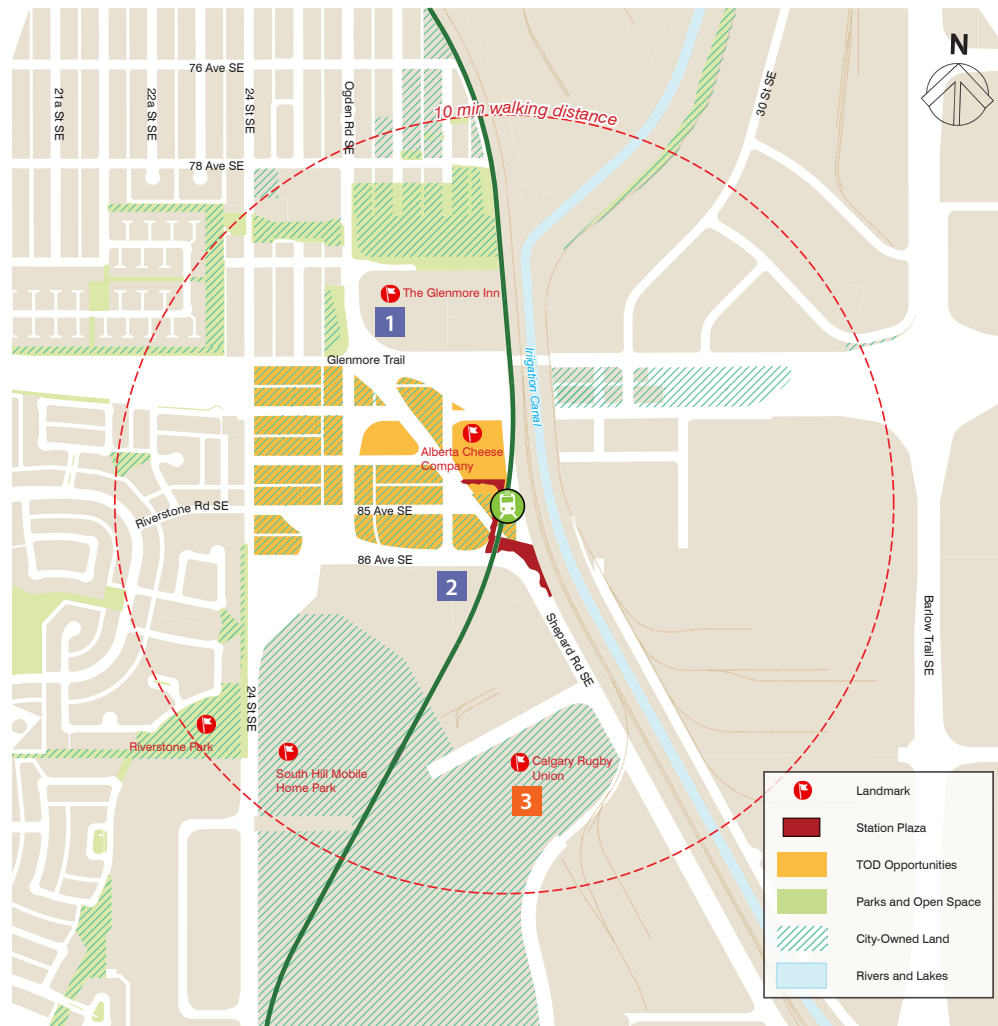 N
76 Ave SE
21a St SE
22a St SE
24 St SE
Ogden Rd SE
30 St SE
10 min walking distance
78 Ave SE
The Glenmore Inn
1
Glenmore Trail
Irrigation Canal
Alberta Cheese
Company
Riverstone Rd SE
85 Ave SE
86 Ave SE
2
Shepard Rd SE
Barlow Trail SE
24 St SE
Riverstone Park
South Hill Mobile
Home Park
Calgary Rugby
Union
3
Landmark
Station Plaza
TOD Opportunities
Parks and Open Space
City-Owned Land
Rivers and Lakes